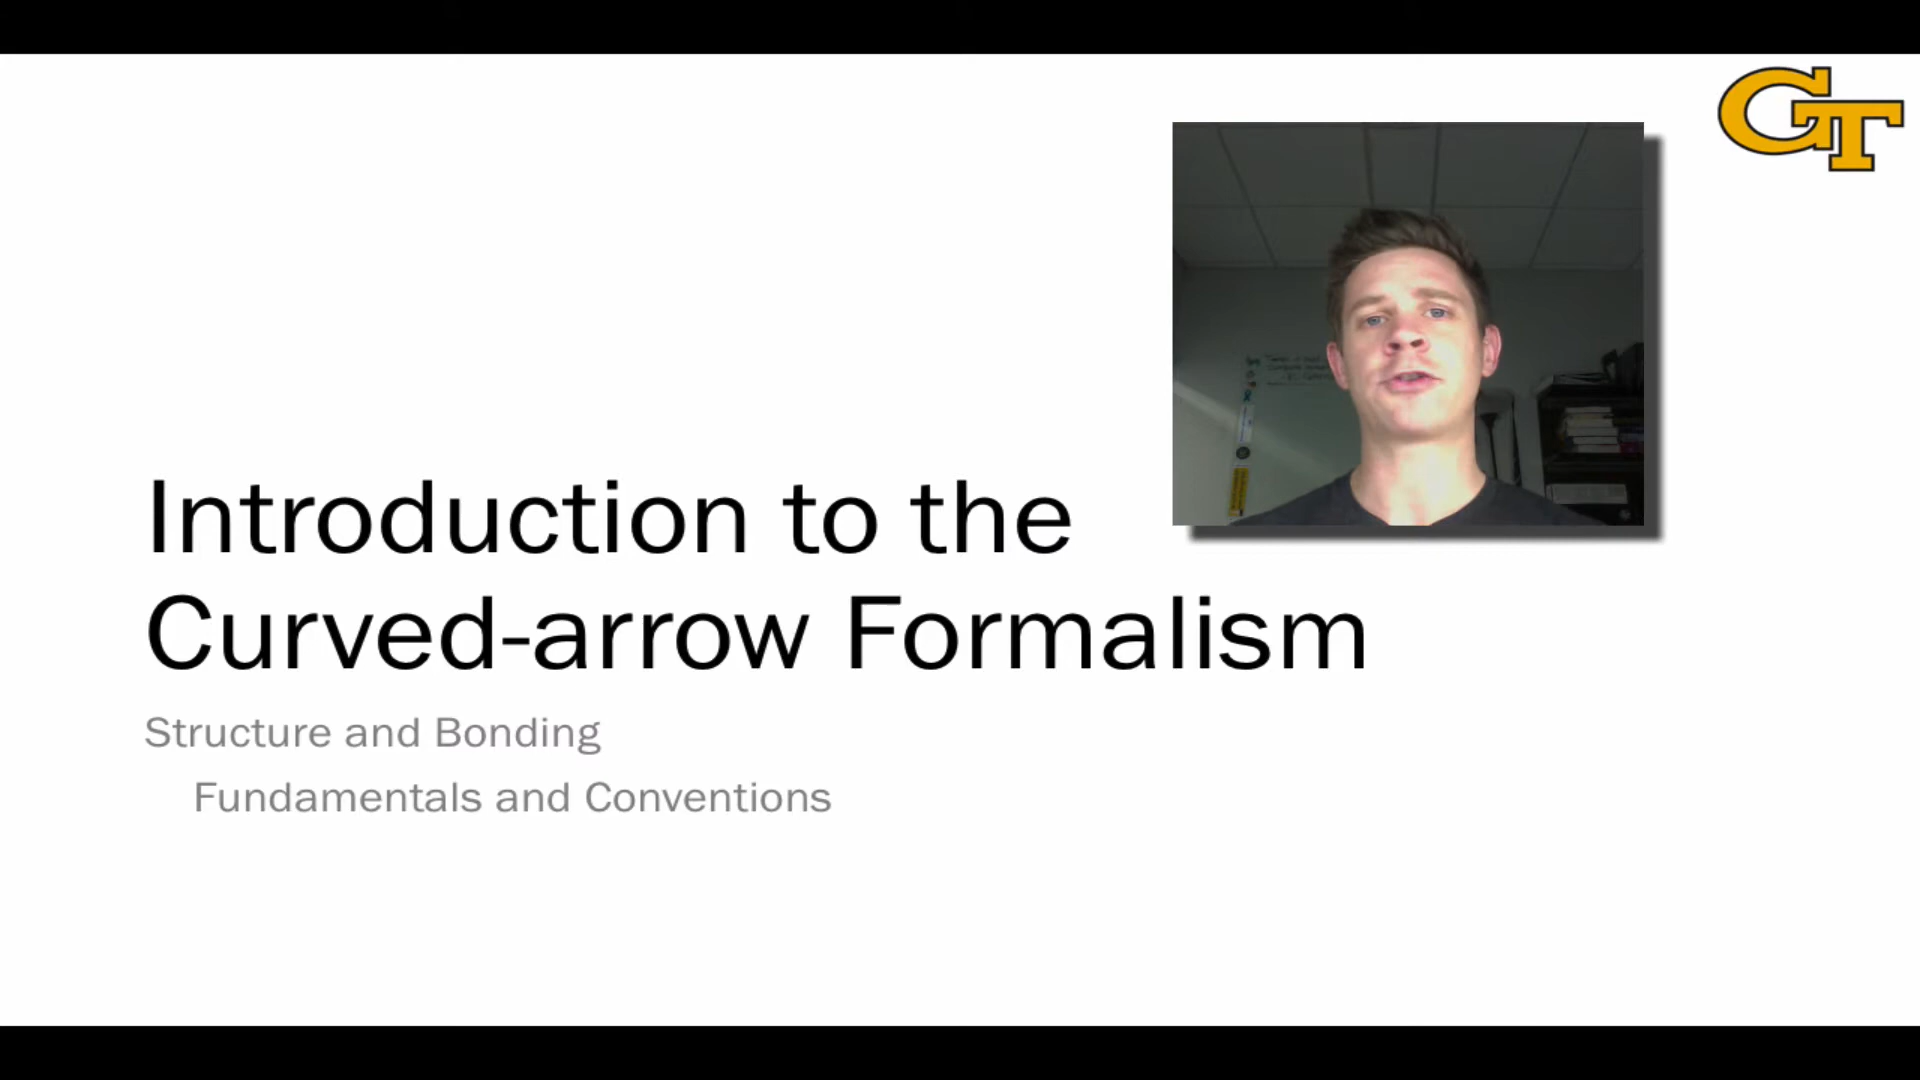 GT
Introduction to the
Curved-arrow Formalism
Structure and Bonding
Fundamentals and Conventions